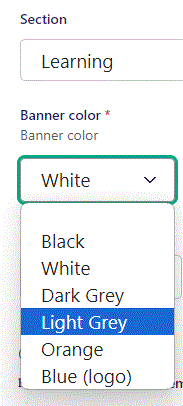 Section
Learning
Banner color *
Banner color
White
Black
White
Dark Grey
Light Grey
Orange
Blue (logo)